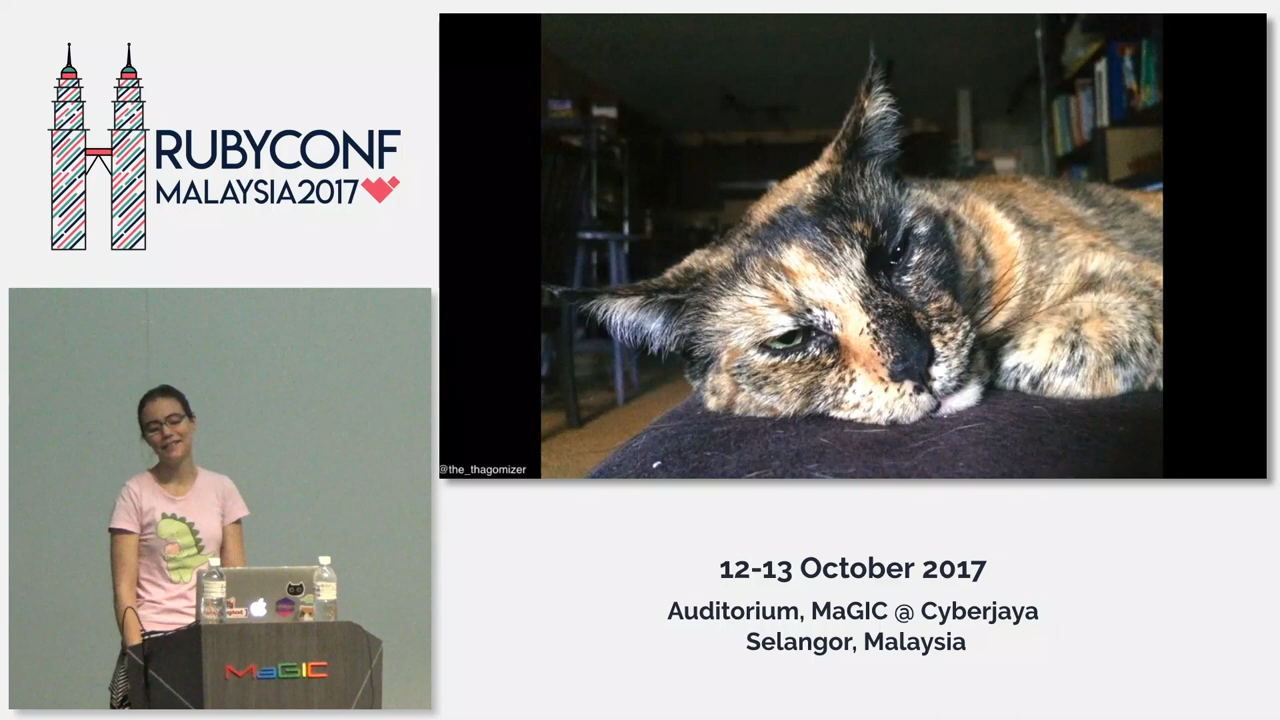 RUBYCONF
MALAYSIA2017
@the_thagomizer
MaGIC
12-13 October 2017
Auditorium, MaGIC @ Cyberjaya
Selangor, Malaysia